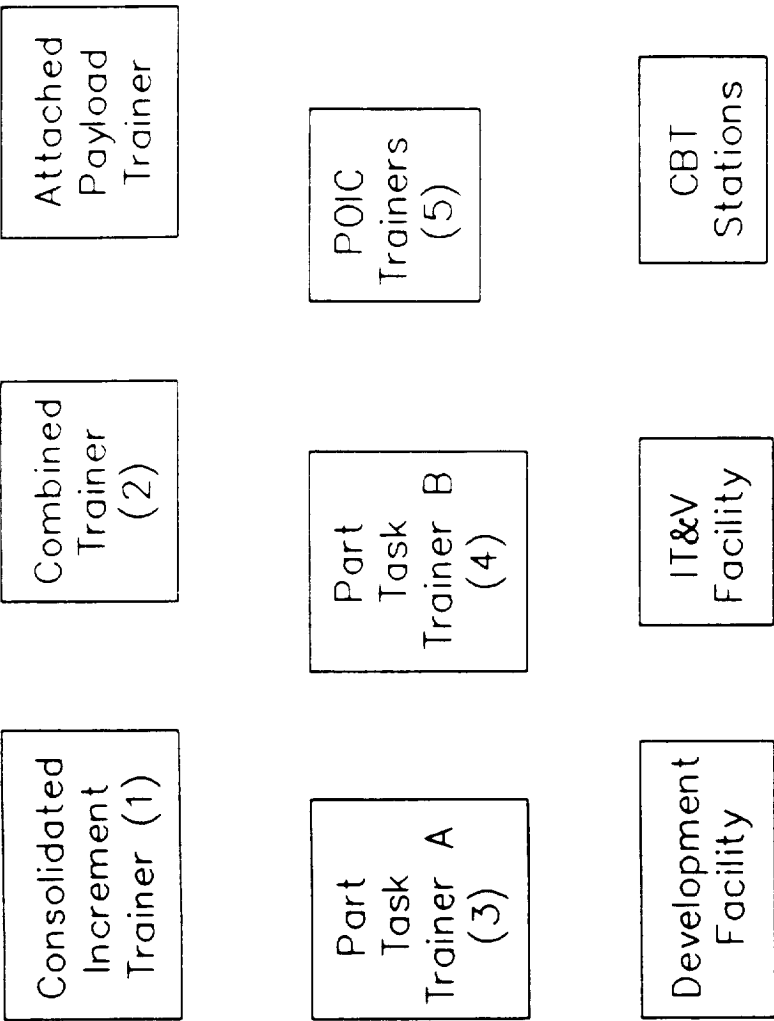 Consolidated
Increment
Trainer (1)
Combined
Trainer
(2)
Attached
Payload
Trainer
Part
Task
Trainer A
(3)
Part
Task
Trainer B
(4)
POIC
Trainers
(5)
Development
Facility
IT&V
Facility
CBT
Stations